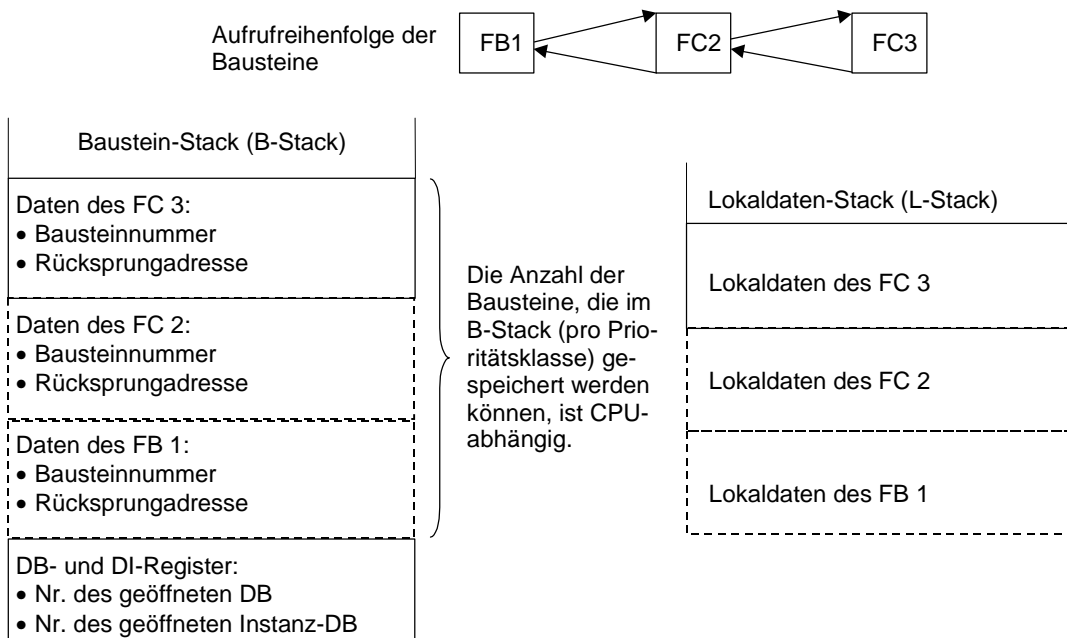 Aufrufreihenfolge der
Bausteine
FB1
FC2
FC3
Baustein-Stack (B-Stack)
Daten des FC 3:
• Bausteinnummer
• Rücksprungadresse
Daten des FC 2:
• Bausteinnummer
• Rücksprungadresse
Daten des FB 1:
• Bausteinnummer
• Rücksprungadresse
DB- und DI-Register:
• Nr. des geöffneten DB
• Nr. des geöffneten Instanz-DB
Die Anzahl der
Bausteine, die im
B-Stack (pro Prio-
ritätsklasse) ge-
speichert werden
können, ist CPU-
abhängig.
Lokaldaten-Stack (L-Stack)
Lokaldaten des FC 3
Lokaldaten des FC 2
Lokaldaten des FB 1